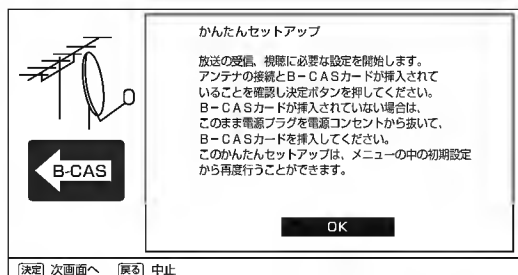 かんたんセットアップ
放送の受信、視聴に必要な設定を開始します。
アンテナの接続とB－CASカードが挿入されて
いることを確認し決定ボタンを押してください。
B－CASカードが挿入されていない場合は、
このまま電源プラグを電源コンセントから抜いて、
B－CASカードを挿入してください。
このかんたんセットアップは、メニューの中の初期設定
から再度行うことができます。
B-CAS
OK
決定 次画面へ 戻る 中止